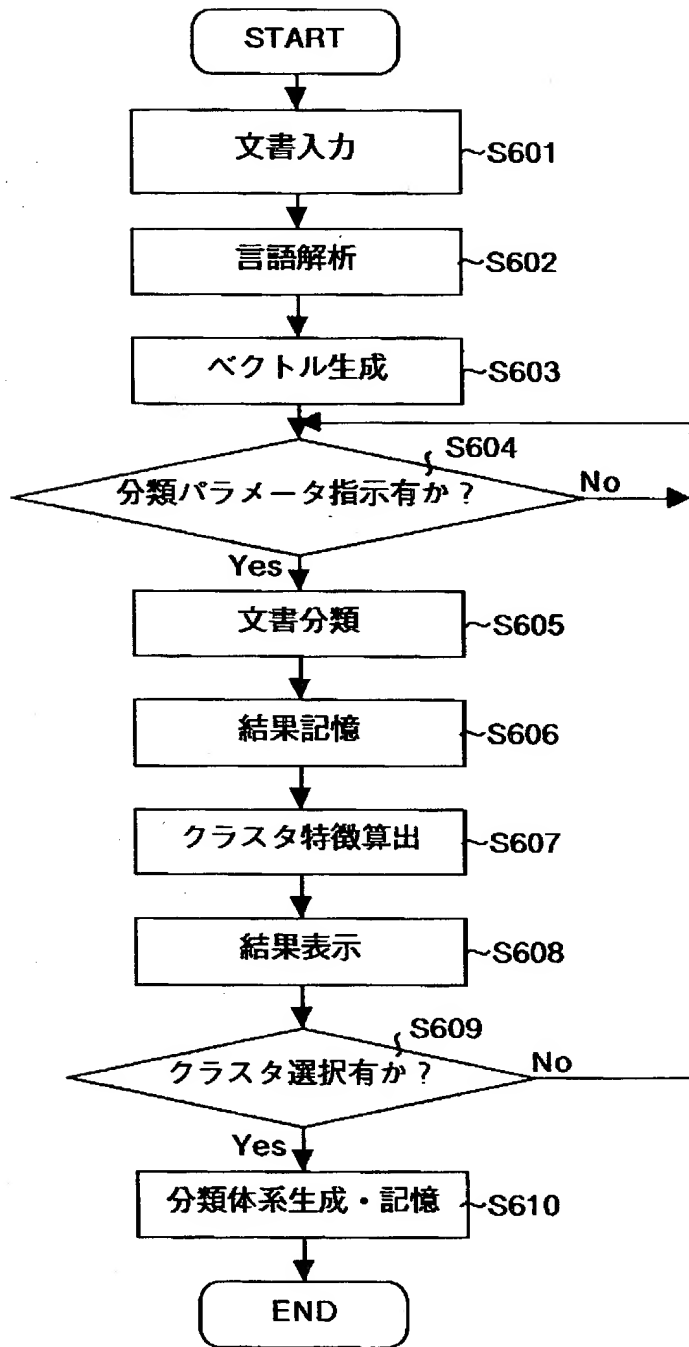 START
文書入力
~S601
言語解析
~S602
ベクトル生成
~S603
S604
分類パラメータ指示有か?
No
Yes
文書分類
~S605
結果記憶
~S606
クラスタ特徴算出
~S607
結果表示
~S608
S609
クラスタ選択有か?
No
Yes
分類体系生成・記憶
~S610
END